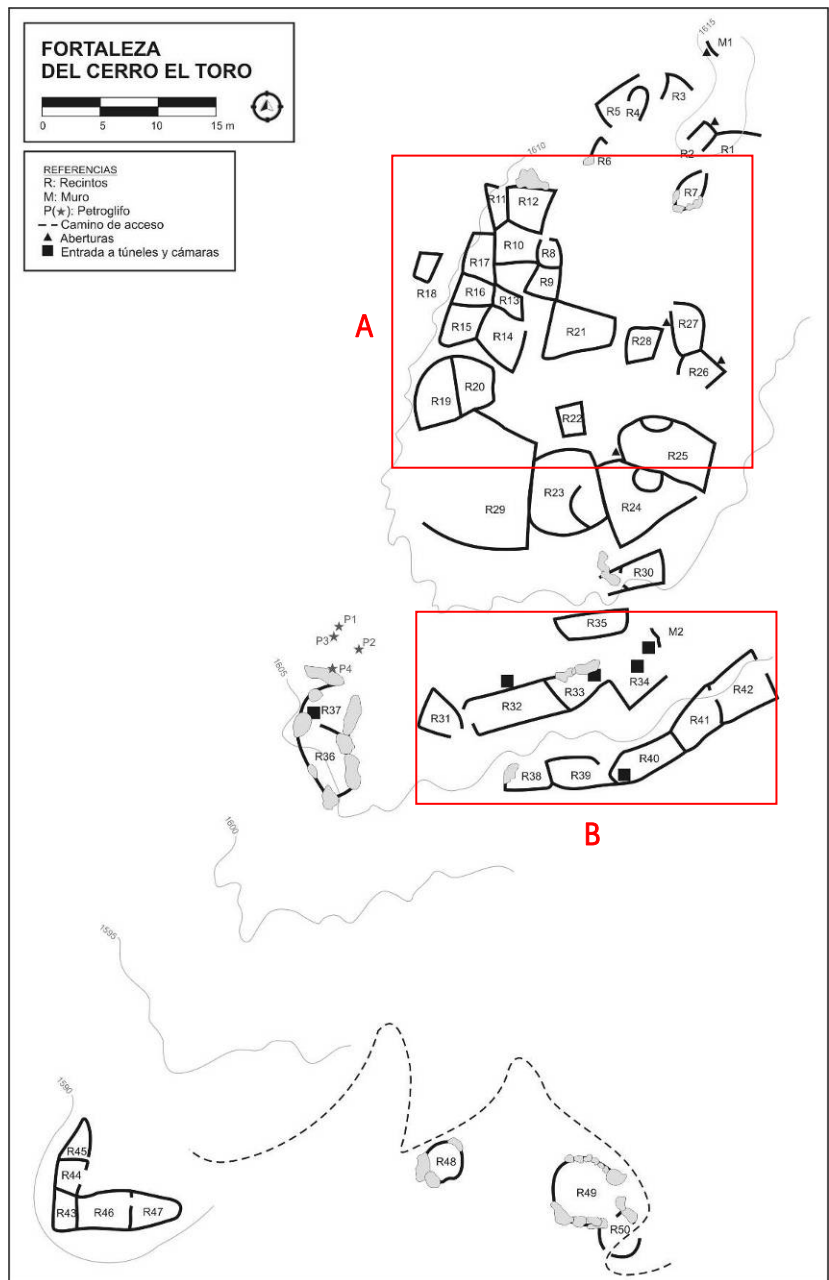 FORTALEZA
DEL CERRO EL TORO
0 5 10 15 m
REFERENCIAS
R: Recintos
M: Muro
P(★): Petroglifo
Camino de acceso
Aberturas
Entrada a túneles y cámaras
1615
M1
R3
R5
R4
R2
R1
1610
R6
R7
R11
R12
R10
R8
R17
R9
R18
R16
R13
A
R15
R14
R21
R27
R28
R26
R20
R19
R22
R25
R23
R24
R29
R30
P1
P3
P2
P4
1605
R35
M2
R37
R31
R32
R33
R34
R42
R41
R36
R40
R38
R39
B
1600
1595
1590
R45
R44
R43
R46
R47
R48
R49
R50